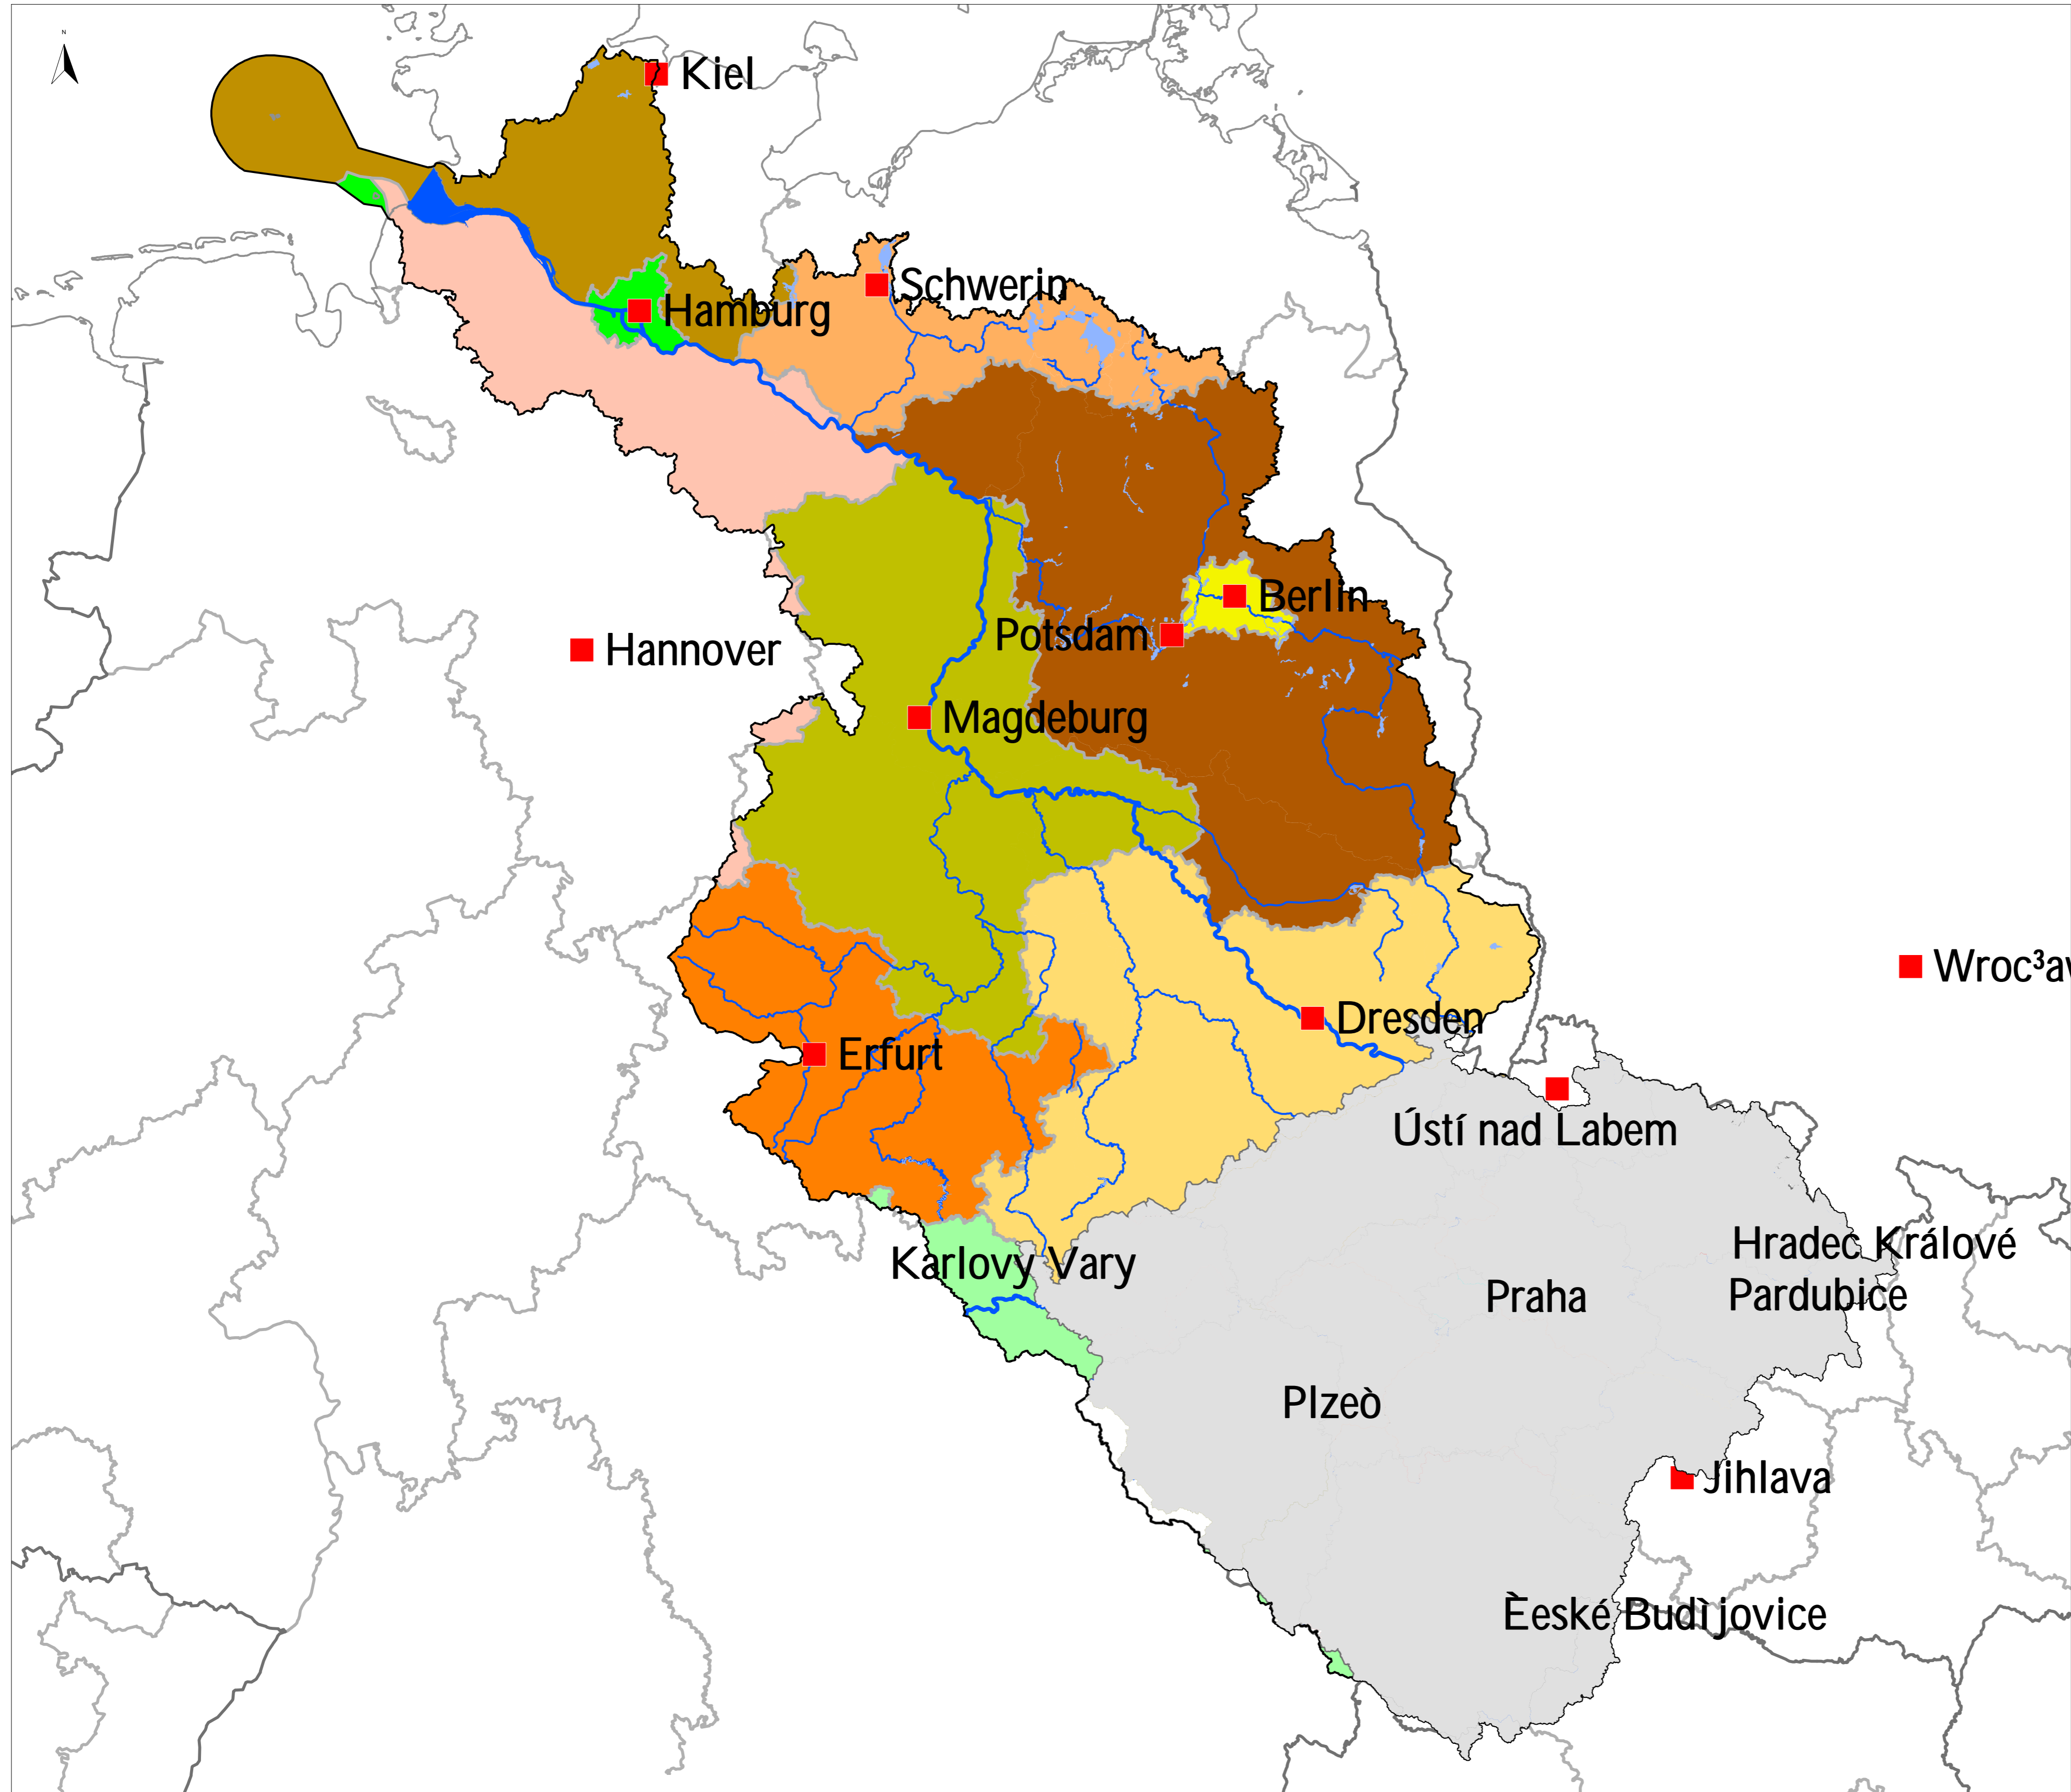 N
Kiel
Schwerin
Hamburg
Berlin
Potsdam
Hannover
Magdeburg
Wroc³aw
Dresden
Erfurt
Ústí nad Labem
Hradec Králové
Karlovy Vary
Praha
Pardubice
Plzeò
Jihlava
Èeské Budìjovice